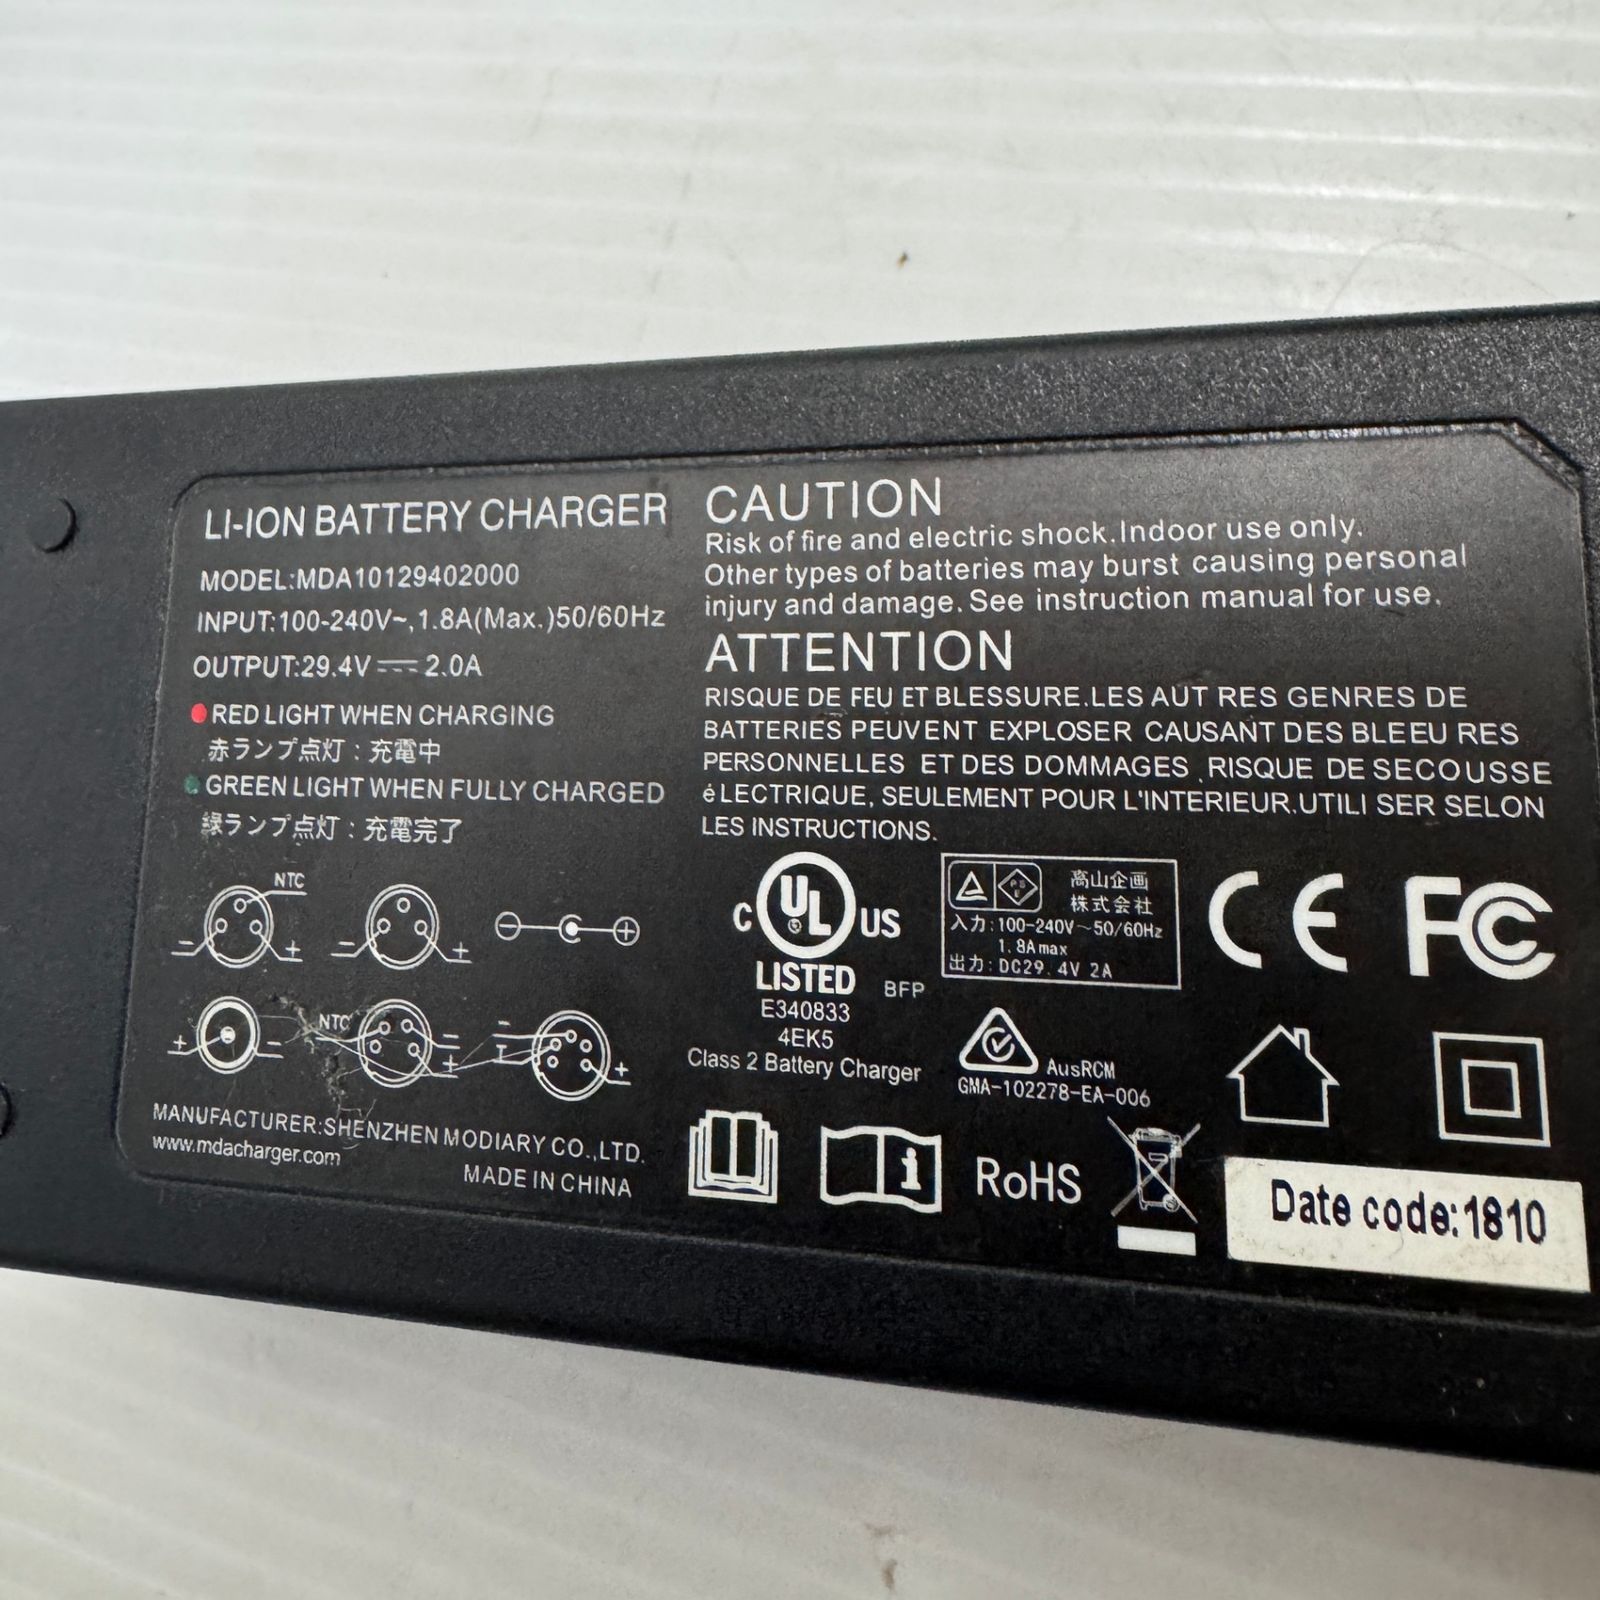 LI-ION BATTERY CHARGER
MODEL:MDA10129402000
INPUT:100-240V~,1.8A(Max.)50/60Hz
OUTPUT:29.4V⎓2.0A
RED LIGHT WHEN CHARGING
赤ランプ点灯：充電中
GREEN LIGHT WHEN FULLY CHARGED
緑ランプ点灯：充電完了
NTC
− +
− +
− +
+ −
NTC
− +
− T +
MANUFACTURER:SHENZHEN MODIARY CO.,LTD.
www.mdacharger.com
MADE IN CHINA
CAUTION
Risk of fire and electric shock.Indoor use only.
Other types of batteries may burst causing personal
injury and damage. See instruction manual for use.
ATTENTION
RISQUE DE FEU ET BLESSURE.LES AUT RES GENRES DE
BATTERIES PEUVENT EXPLOSER CAUSANT DES BLEEU RES
PERSONNELLES ET DES DOMMAGES .RISQUE DE SECOUSSE
éLECTRIQUE, SEULEMENT POUR L'INTERIEUR.UTILI SER SELON
LES INSTRUCTIONS.
C UL US
LISTED
BFP
E340833
4EK5
Class 2 Battery Charger
PSE
高山企画
株式会社
入力:100-240V~50/60Hz
1.8Amax
出力:DC29.4V 2A
CE
FC
AusRCM
GMA-102278-EA-006
RoHS
Date code:1810